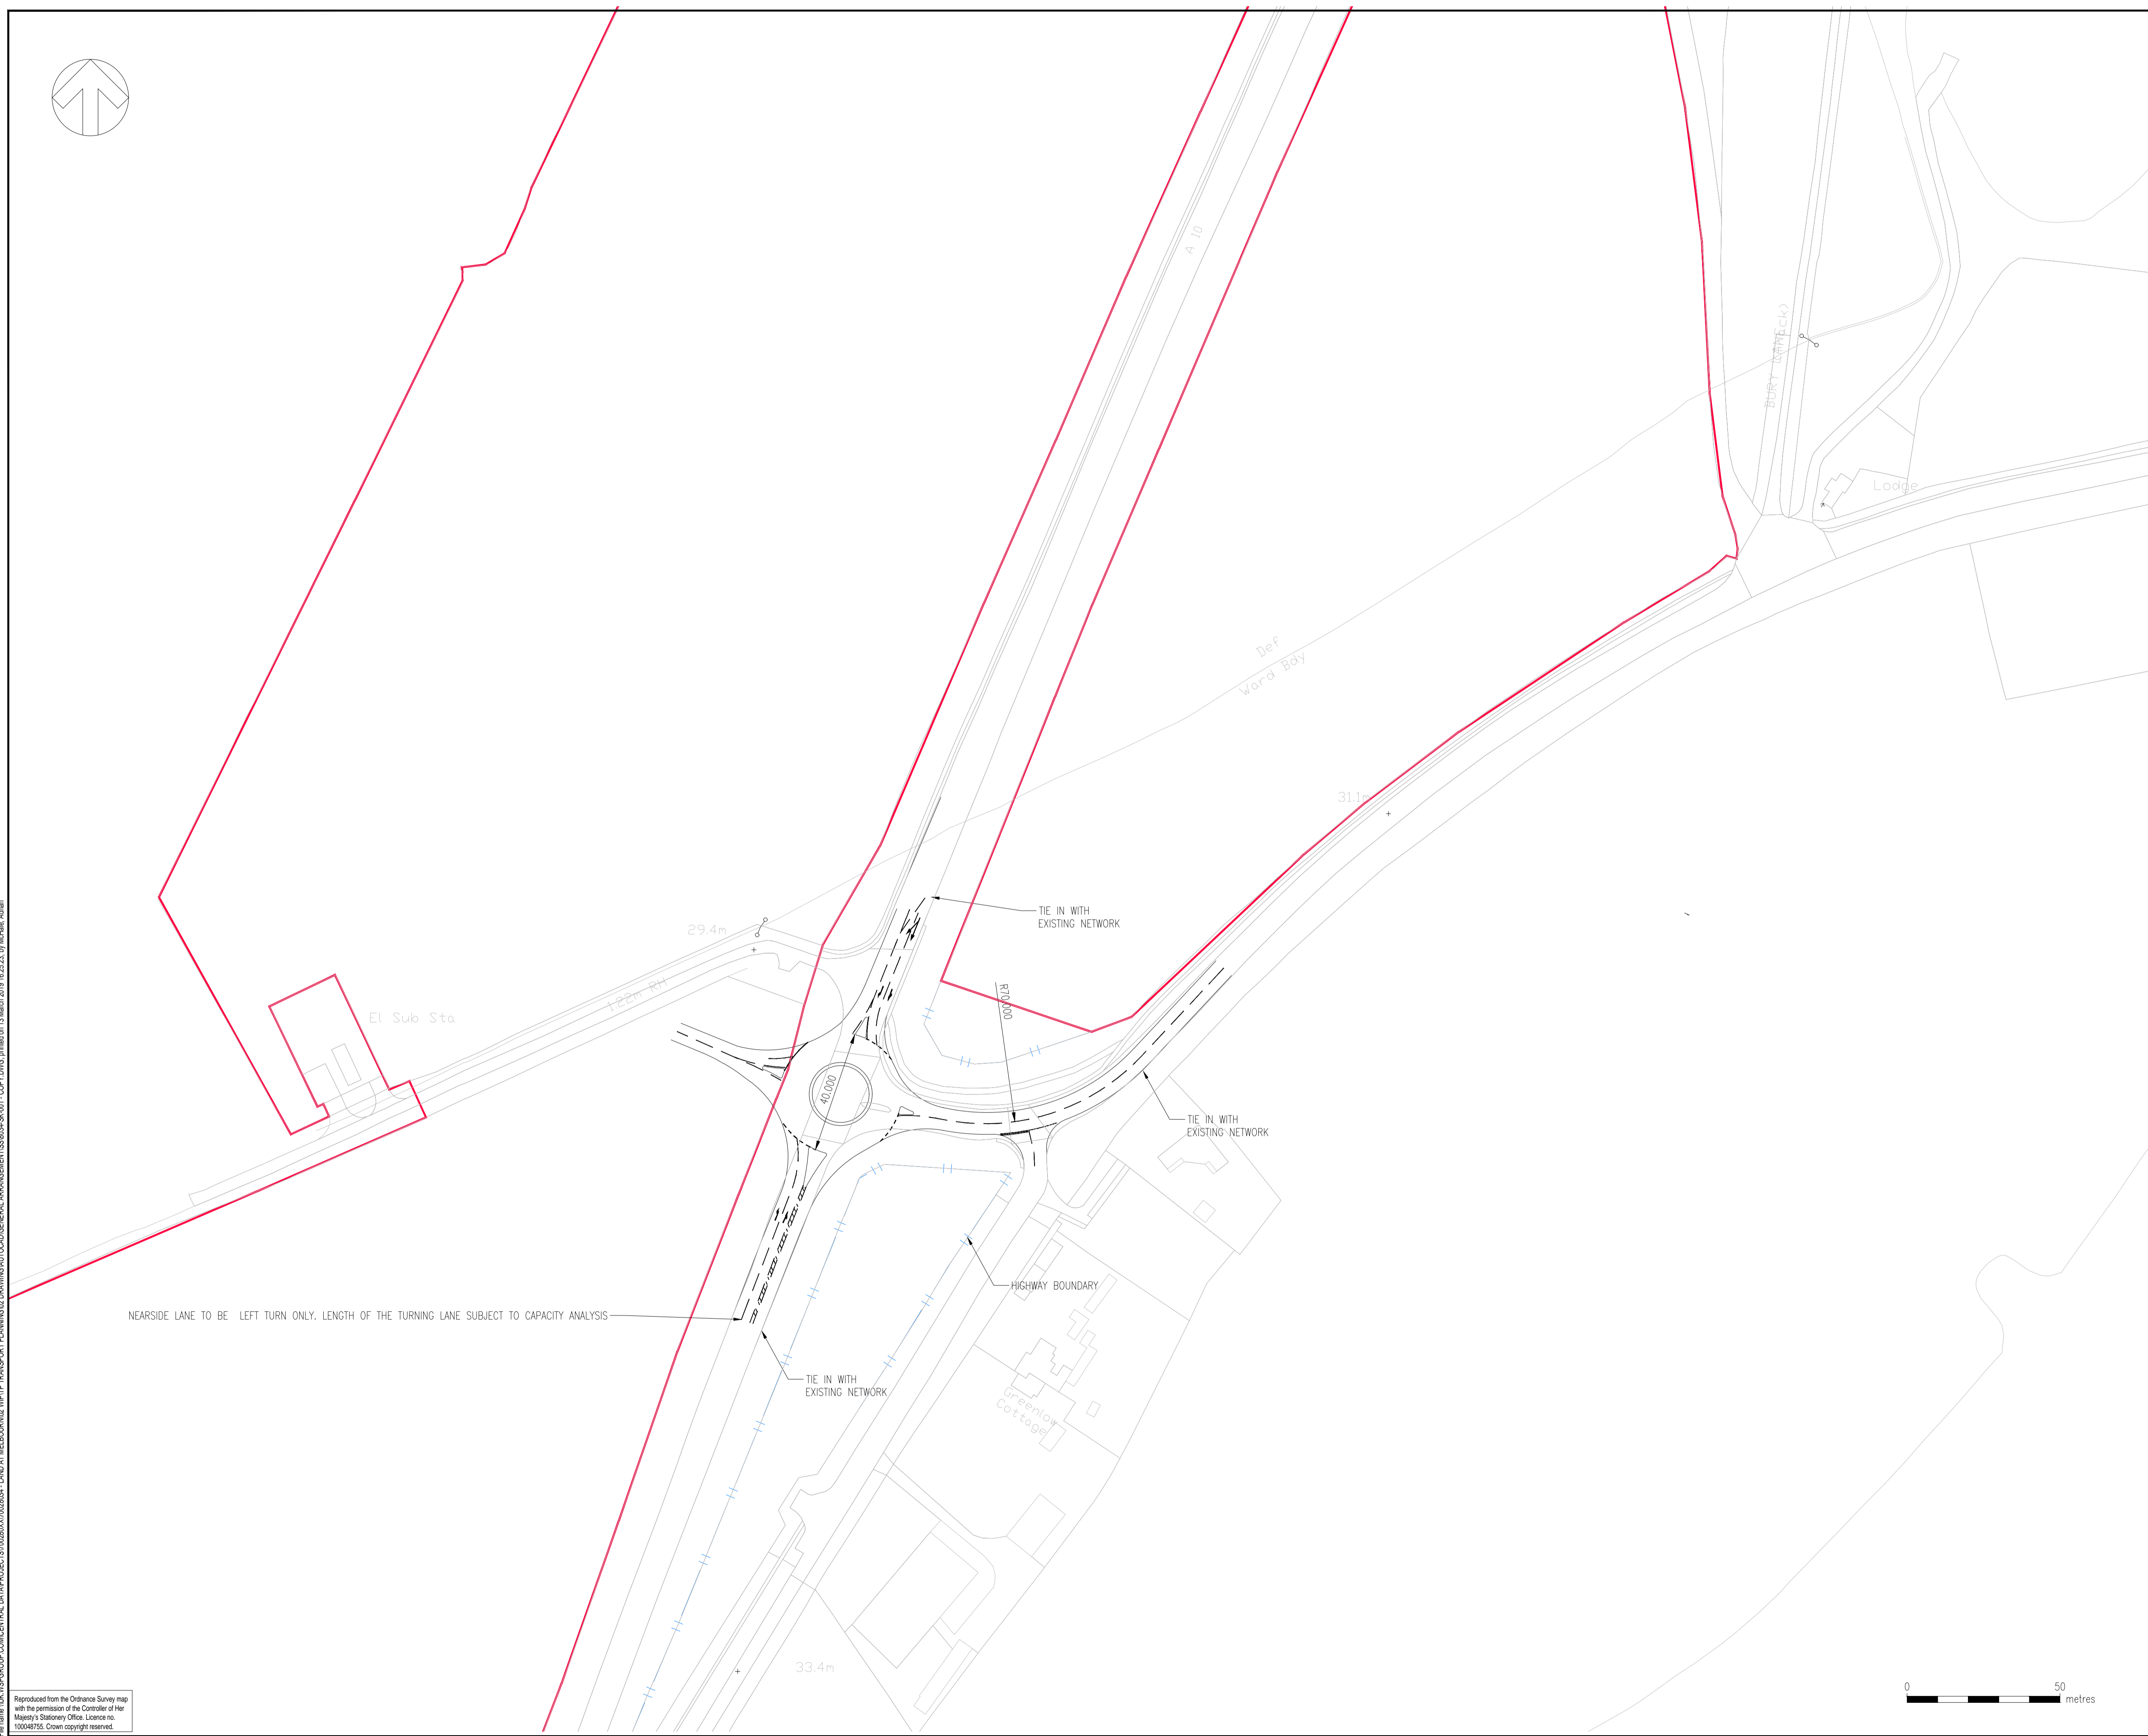 A 10
BURY
Lodge
Def
Ward Bdy
31.1m
TIE IN WITH
EXISTING NETWORK
29.4m
1.22m RH
El Sub Sta
R70.000
40.000
TIE IN WITH
EXISTING NETWORK
HIGHWAY BOUNDARY
NEARSIDE LANE TO BE LEFT TURN ONLY. LENGTH OF THE TURNING LANE SUBJECT TO CAPACITY ANALYSIS
TIE IN WITH
EXISTING NETWORK
Cottage
33.4m
Reproduced from the Ordnance Survey map
with the permission of the Controller of Her
Majesty's Stationery Office. Licence no.
100048755. Crown copyright reserved.
0 50
metres